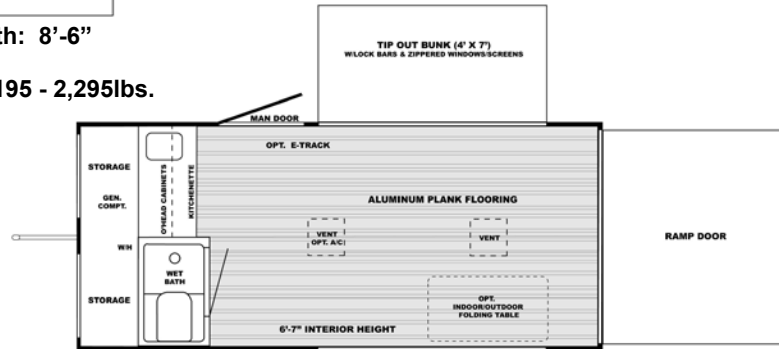 th: 8'-6"
195 - 2,295lbs.
TIP OUT BUNK (4' X 7')
W/LOCK BARS & ZIPPERED WINDOWS/SCREENS
MAN DOOR
OPT. E-TRACK
STORAGE
GEN.
COMPT.
O'HEAD CABINETS
KITCHENETTE
ALUMINUM PLANK FLOORING
VENT
OPT. A/C
VENT
RAMP DOOR
W/H
WET
BATH
STORAGE
OPT.
INDOOR/OUTDOOR
FOLDING TABLE
6'-7" INTERIOR HEIGHT